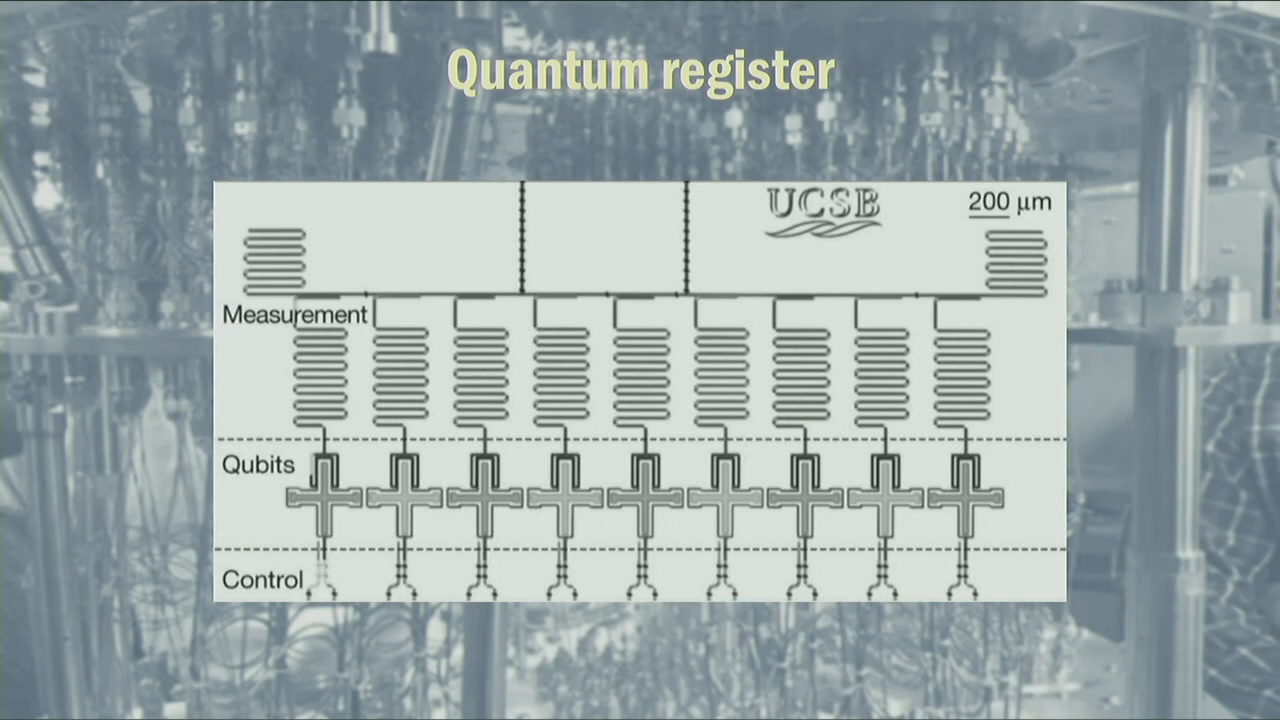 Quantum register
UCSB
200 μm
Measurement
Qubits
Control